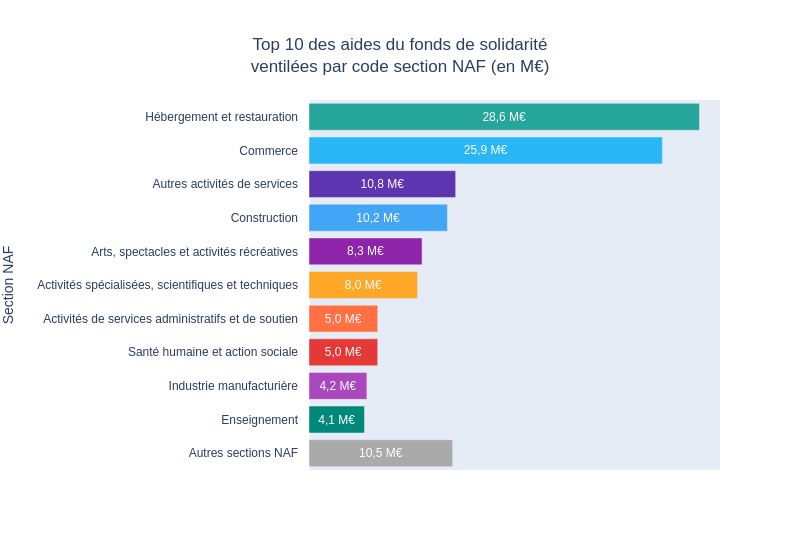 Top 10 des aides du fonds de solidarité
ventilées par code section NAF (en M€)
Section NAF
Hébergement et restauration 28,6 M€
Commerce 25,9 M€
Autres activités de services 10,8 M€
Construction 10,2 M€
Arts, spectacles et activités récréatives 8,3 M€
Activités spécialisées, scientifiques et techniques 8,0 M€
Activités de services administratifs et de soutien 5,0 M€
Santé humaine et action sociale 5,0 M€
Industrie manufacturière 4,2 M€
Enseignement 4,1 M€
Autres sections NAF 10,5 M€